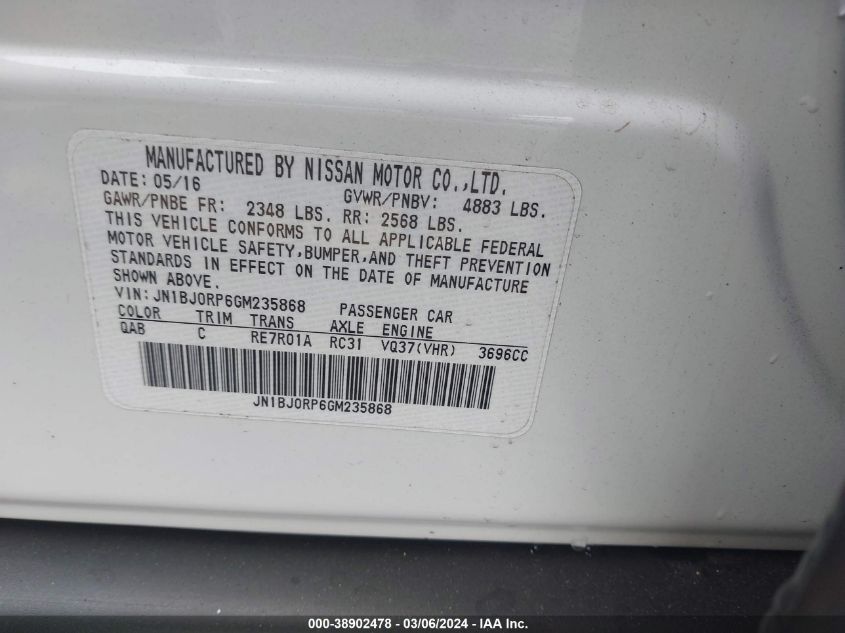 MANUFACTURED BY NISSAN MOTOR CO.,LTD.
DATE: 05/16 GVWR/PNBV: 4883 LBS.
GAWR/PNBE FR: 2348 LBS. RR: 2568 LBS.
THIS VEHICLE CONFORMS TO ALL APPLICABLE FEDERAL
MOTOR VEHICLE SAFETY,BUMPER,AND THEFT PREVENTION
STANDARDS IN EFFECT ON THE DATE OF MANUFACTURE
SHOWN ABOVE.
VIN:JN1BJ0RP6GM235868 PASSENGER CAR
COLOR TRIM TRANS AXLE ENGINE
QAB C RE7R01A RC31 VQ37(VHR) 3696CC
JN1BJ0RP6GM235868
000-38902478 - 03/06/2024 - IAA Inc.